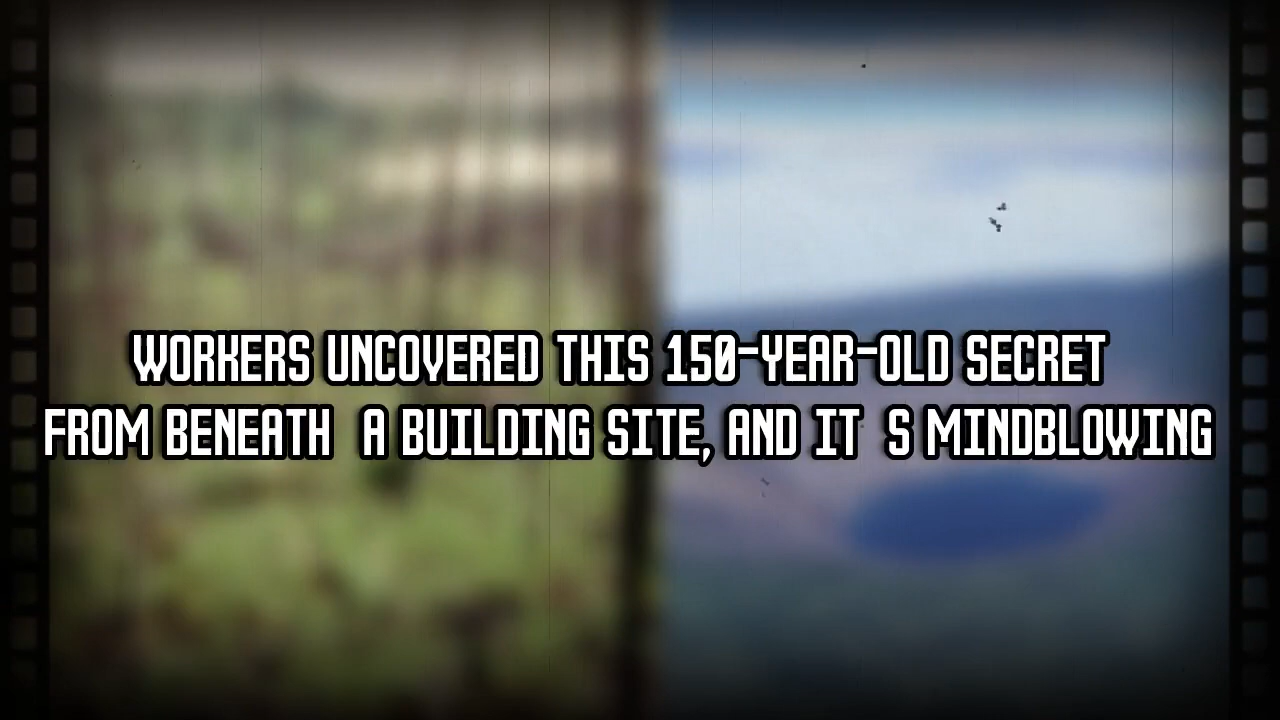 WORKERS UNCOVERED THIS 150-YEAR-OLD SECRET
FROM BENEATH A BUILDING SITE, AND IT S MINDBLOWING